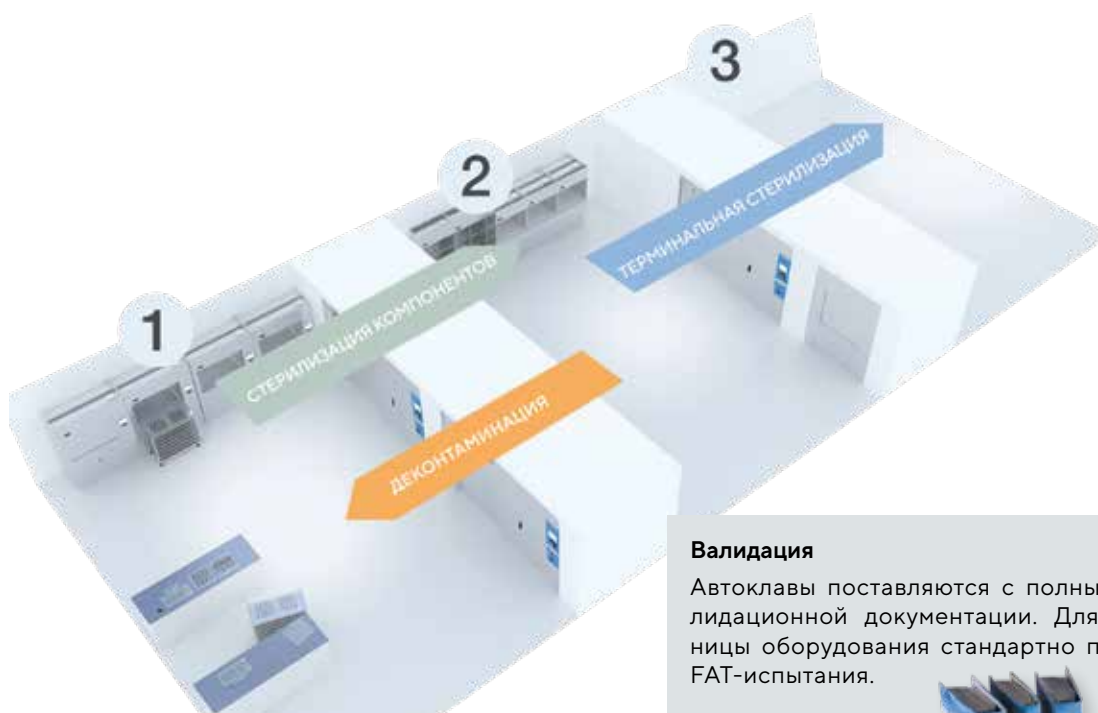 3
2
1
ТЕРМИНАЛЬНАЯ СТЕРИЛИЗАЦИЯ
СТЕРИЛИЗАЦИЯ КОМПОНЕНТОВ
ДЕКОНТАМИНАЦИЯ
Валидация
Автоклавы поставляются с полны
лидационной документации. Для
ницы оборудования стандартно п
FAT-испытания.